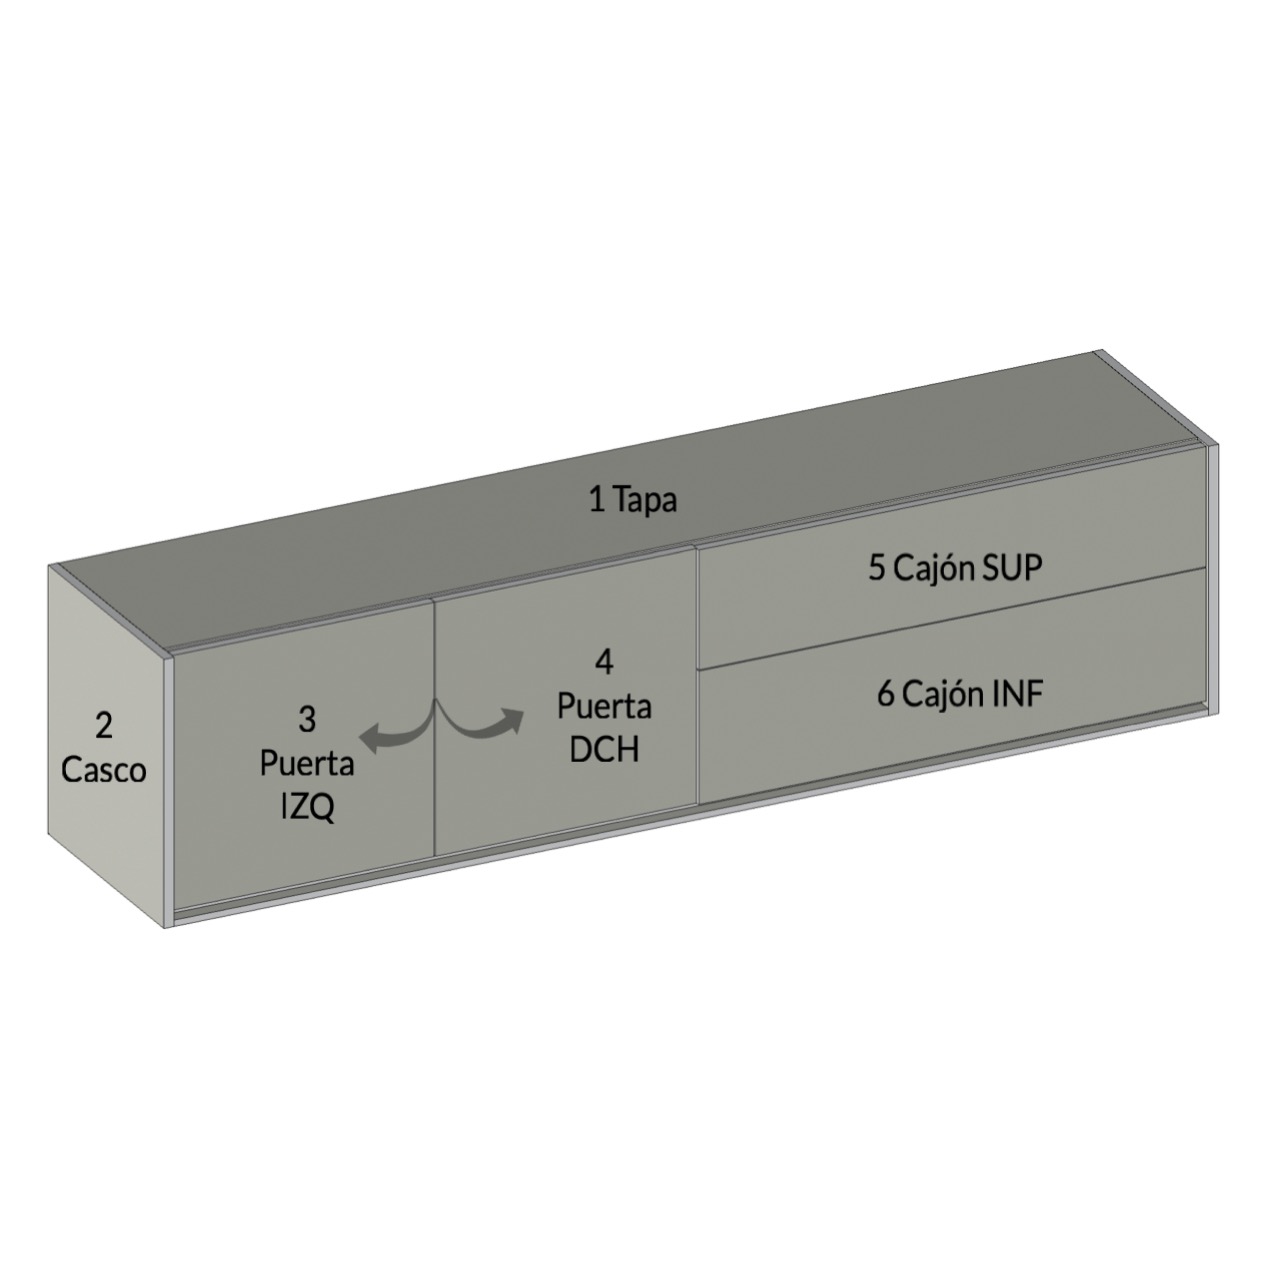 1 Tapa
5 Cajón SUP
4
Puerta
DCH
6 Cajón INF
3
Puerta
IZQ
2
Casco